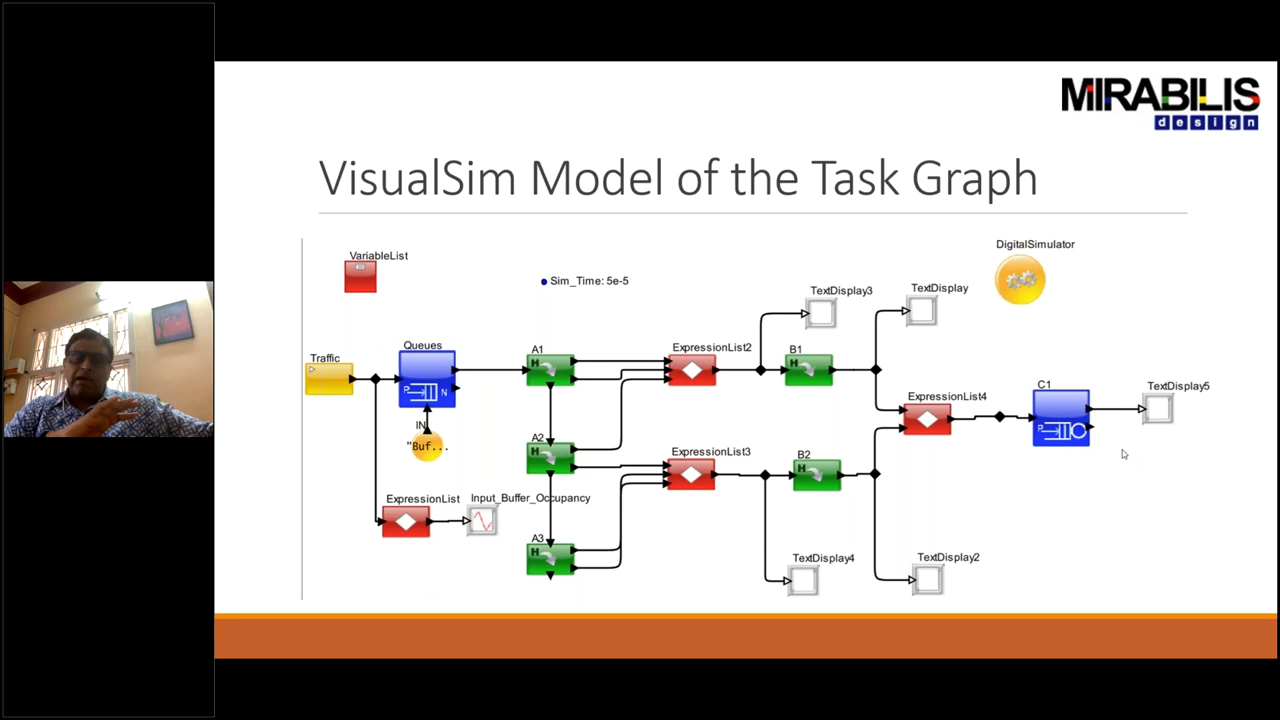 MIRABILIS
design
VisualSim Model of the Task Graph
VariableList
Sim_Time: 5e-5
DigitalSimulator
TextDisplay3
TextDisplay
Traffic
Queues
P
N
A1
H
ExpressionList2
B1
H
ExpressionList4
C1
P
TextDisplay5
IN
"Buf...
A2
H
ExpressionList3
B2
H
ExpressionList
Input_Buffer_Occupancy
A3
H
TextDisplay4
TextDisplay2